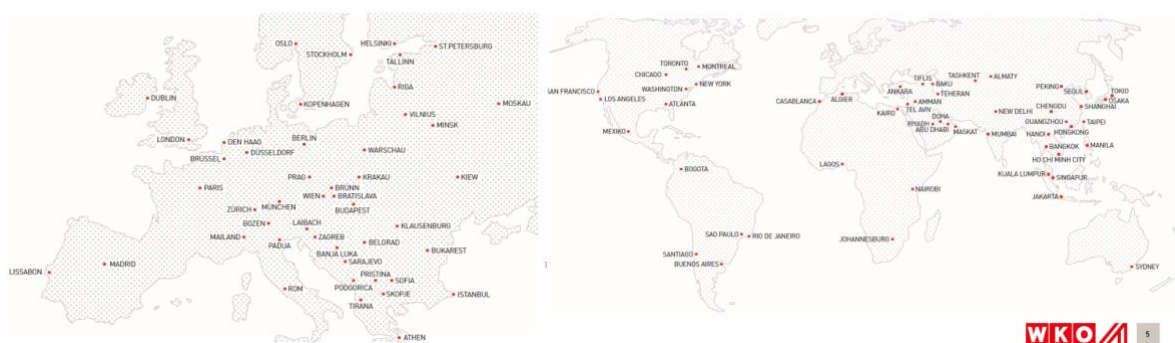 OSLO
HELSINKI
ST.PETERSBURG
STOCKHOLM
TALLINN
RIGA
DUBLIN
KOPENHAGEN
MOSKAU
VILNIUS
MINSK
LONDON
DEN HAAG
BERLIN
DÜSSELDORF
WARSCHAU
BRÜSSEL
PRAG
KRAKAU
KIEW
PARIS
BRÜNN
WIEN
BRATISLAVA
MÜNCHEN
BUDAPEST
ZÜRICH
BOZEN
LAIBACH
KLAUSENBURG
MAILAND
PADUA
ZAGREB
BELGRAD
BANJA LUKA
BUKAREST
SARAJEVO
MADRID
LISSABON
PRISTINA
PODGORICA
SOFIA
ROM
SKOPJE
ISTANBUL
TIRANA
ATHEN
TORONTO
MONTREAL
CHICAGO
NEW YORK
WASHINGTON
SAN FRANCISCO
LOS ANGELES
ATLANTA
MEXIKO
BOGOTA
SAO PAULO
RIO DE JANEIRO
SANTIAGO
BUENOS AIRES
CASABLANCA
ALGIER
TIFLIS
TASHKENT
ALMATY
ANKARA
BAKU
TEHERAN
AMMAN
TEL AVIV
KAIRO
DOHA
RIYADH
ABU DHABI
MASKAT
NEW DELHI
MUMBAI
PEKING
SEOUL
TOKIO
OSAKA
CHENGDU
SHANGHAI
GUANGZHOU
TAIPEI
HONGKONG
HANOI
BANGKOK
MANILA
HO CHI MINH CITY
KUALA LUMPUR
SINGAPUR
JAKARTA
LAGOS
NAIROBI
JOHANNESBURG
SYDNEY
WKO
5